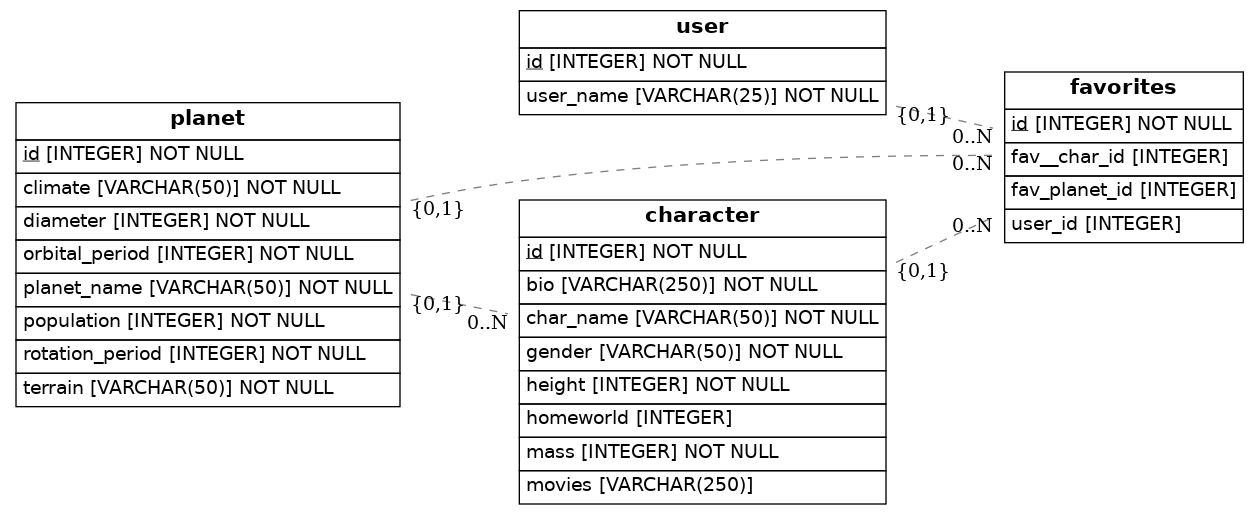 user
id [INTEGER] NOT NULL
user_name [VARCHAR(25)] NOT NULL
favorites
id [INTEGER] NOT NULL
fav__char_id [INTEGER]
fav_planet_id [INTEGER]
user_id [INTEGER]
planet
id [INTEGER] NOT NULL
climate [VARCHAR(50)] NOT NULL
diameter [INTEGER] NOT NULL
orbital_period [INTEGER] NOT NULL
planet_name [VARCHAR(50)] NOT NULL
population [INTEGER] NOT NULL
rotation_period [INTEGER] NOT NULL
terrain [VARCHAR(50)] NOT NULL
character
id [INTEGER] NOT NULL
bio [VARCHAR(250)] NOT NULL
char_name [VARCHAR(50)] NOT NULL
gender [VARCHAR(50)] NOT NULL
height [INTEGER] NOT NULL
homeworld [INTEGER]
mass [INTEGER] NOT NULL
movies [VARCHAR(250)]
{0,1}
0..N
0..N
{0,1}
0..N
{0,1}
{0,1}
0..N